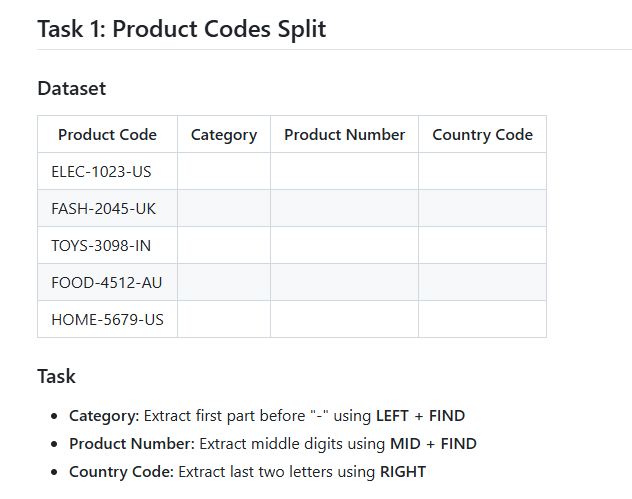 Task 1: Product Codes Split
Dataset
Product Code Category Product Number Country Code
ELEC-1023-US
FASH-2045-UK
TOYS-3098-IN
FOOD-4512-AU
HOME-5679-US
Task
• Category: Extract first part before "-" using LEFT + FIND
• Product Number: Extract middle digits using MID + FIND
• Country Code: Extract last two letters using RIGHT